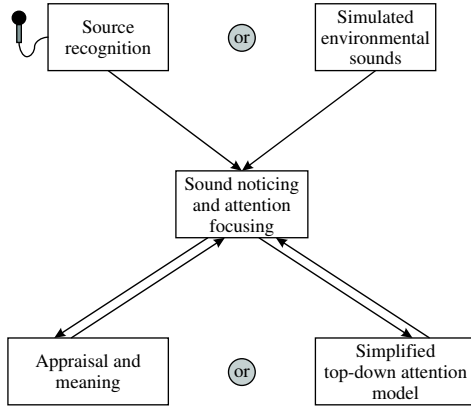 Source
recognition
or
Simulated
environmental
sounds
Sound noticing
and attention
focusing
Appraisal and
meaning
or
Simplified
top-down attention
model